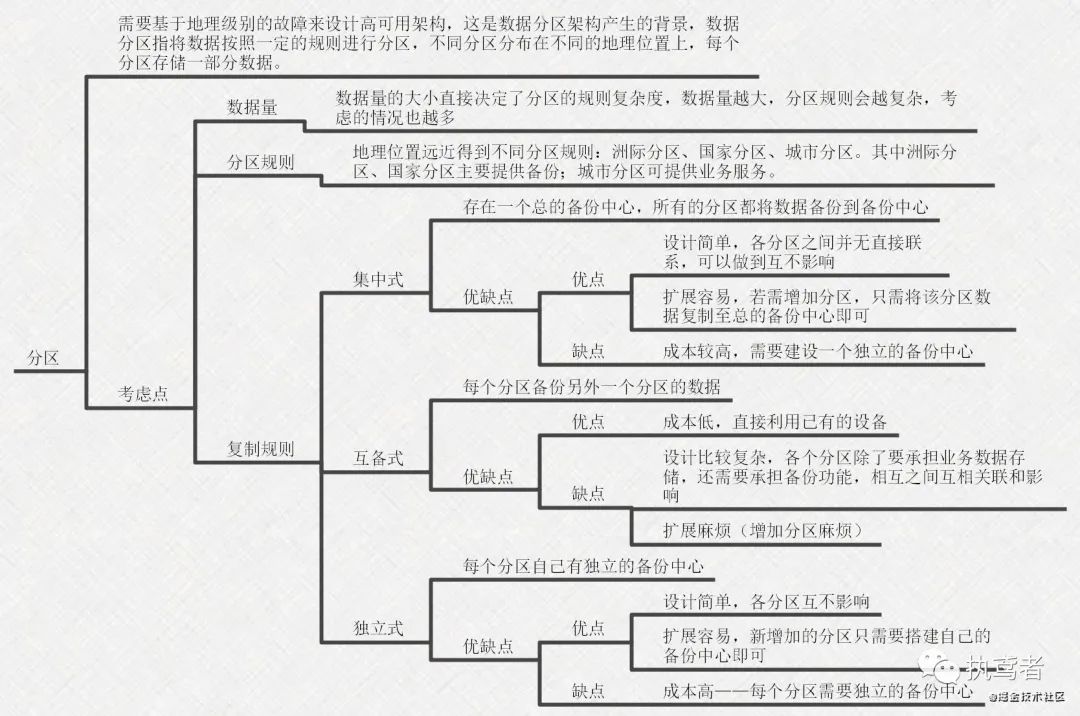 需要基于地理级别的故障来设计高可用架构，这是数据分区架构产生的背景，数据
分区指将数据按照一定的规则进行分区，不同分区分布在不同的地理位置上，每个
分区存储一部分数据。
数据量
数据量的大小直接决定了分区的规则复杂度，数据量越大，分区规则会越复杂，考
虑的情况也越多
分区规则
地理位置远近得到不同分区规则：洲际分区、国家分区、城市分区。其中洲际分
区、国家分区主要提供备份；城市分区可提供业务服务。
存在一个总的备份中心，所有的分区都将数据备份到备份中心
集中式
优缺点
优点
设计简单，各分区之间并无直接联
系，可以做到互不影响
扩展容易，若需增加分区，只需将该分区数
据复制至总的备份中心即可
缺点
成本较高，需要建设一个独立的备份中心
分区
考虑点
复制规则
每个分区备份另外一个分区的数据
互备式
优缺点
优点
成本低，直接利用已有的设备
缺点
设计比较复杂，各个分区除了要承担业务数据存
储，还需要承担备份功能，相互之间互相关联和影
响
扩展麻烦（增加分区麻烦）
每个分区自己有独立的备份中心
独立式
优缺点
优点
设计简单，各分区互不影响
扩展容易，新增加的分区只需要搭建自己的
备份中心即可
缺点
成本高——每个分区需要独立的备份中心
执鸢者
@掘金技术社区